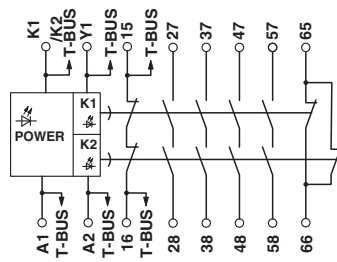 K1
/K2
T-BUS
Y1
T-BUS
15
T-BUS
27
37
47
57
65
POWER
K1
K2
A1
T-BUS
A2
T-BUS
16
T-BUS
28
38
48
58
66